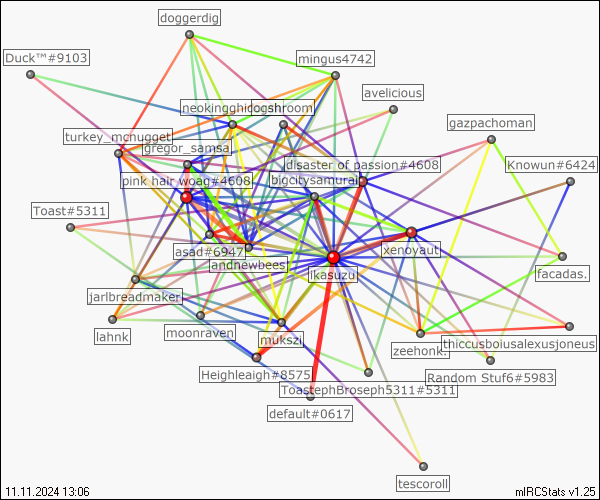 doggerdig
Duck™#9103
mingus4742
avelicious
neokingghidogshroom
gazpachoman
turkey_mcnugget
gregor_samsa
disaster of passion#4608
Knowun#6424
pink hair woag#4608
bigcitysamurai
Toast#5311
asad#6947
xenoyaut
andnewbees
ikasuzu
facadas.
jarlbreadmaker
lahnk
moonraven
mukszi
zeehonk.
thiccusboiusalexusjoneus
Heighleaigh#8575
Random Stuf6#5983
ToastephBroseph5311#5311
default#0617
tescoroll
11.11.2024 13:06
mIRCStats v1.25